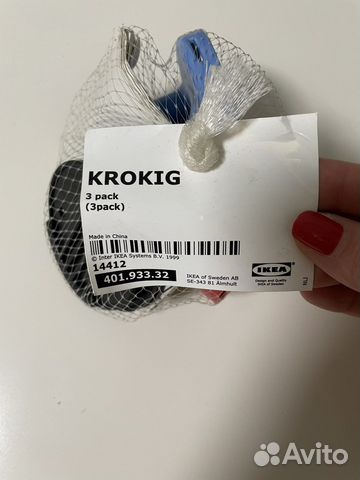 KROKIG
3 pack
(3pack)
Made in China
© Inter IKEA Systems B.V. 1999
14412
401.933.32
IKEA of Sweden AB
SE-343 81 Älmhult
IKEA
Design and Quality
IKEA of Sweden
Avito